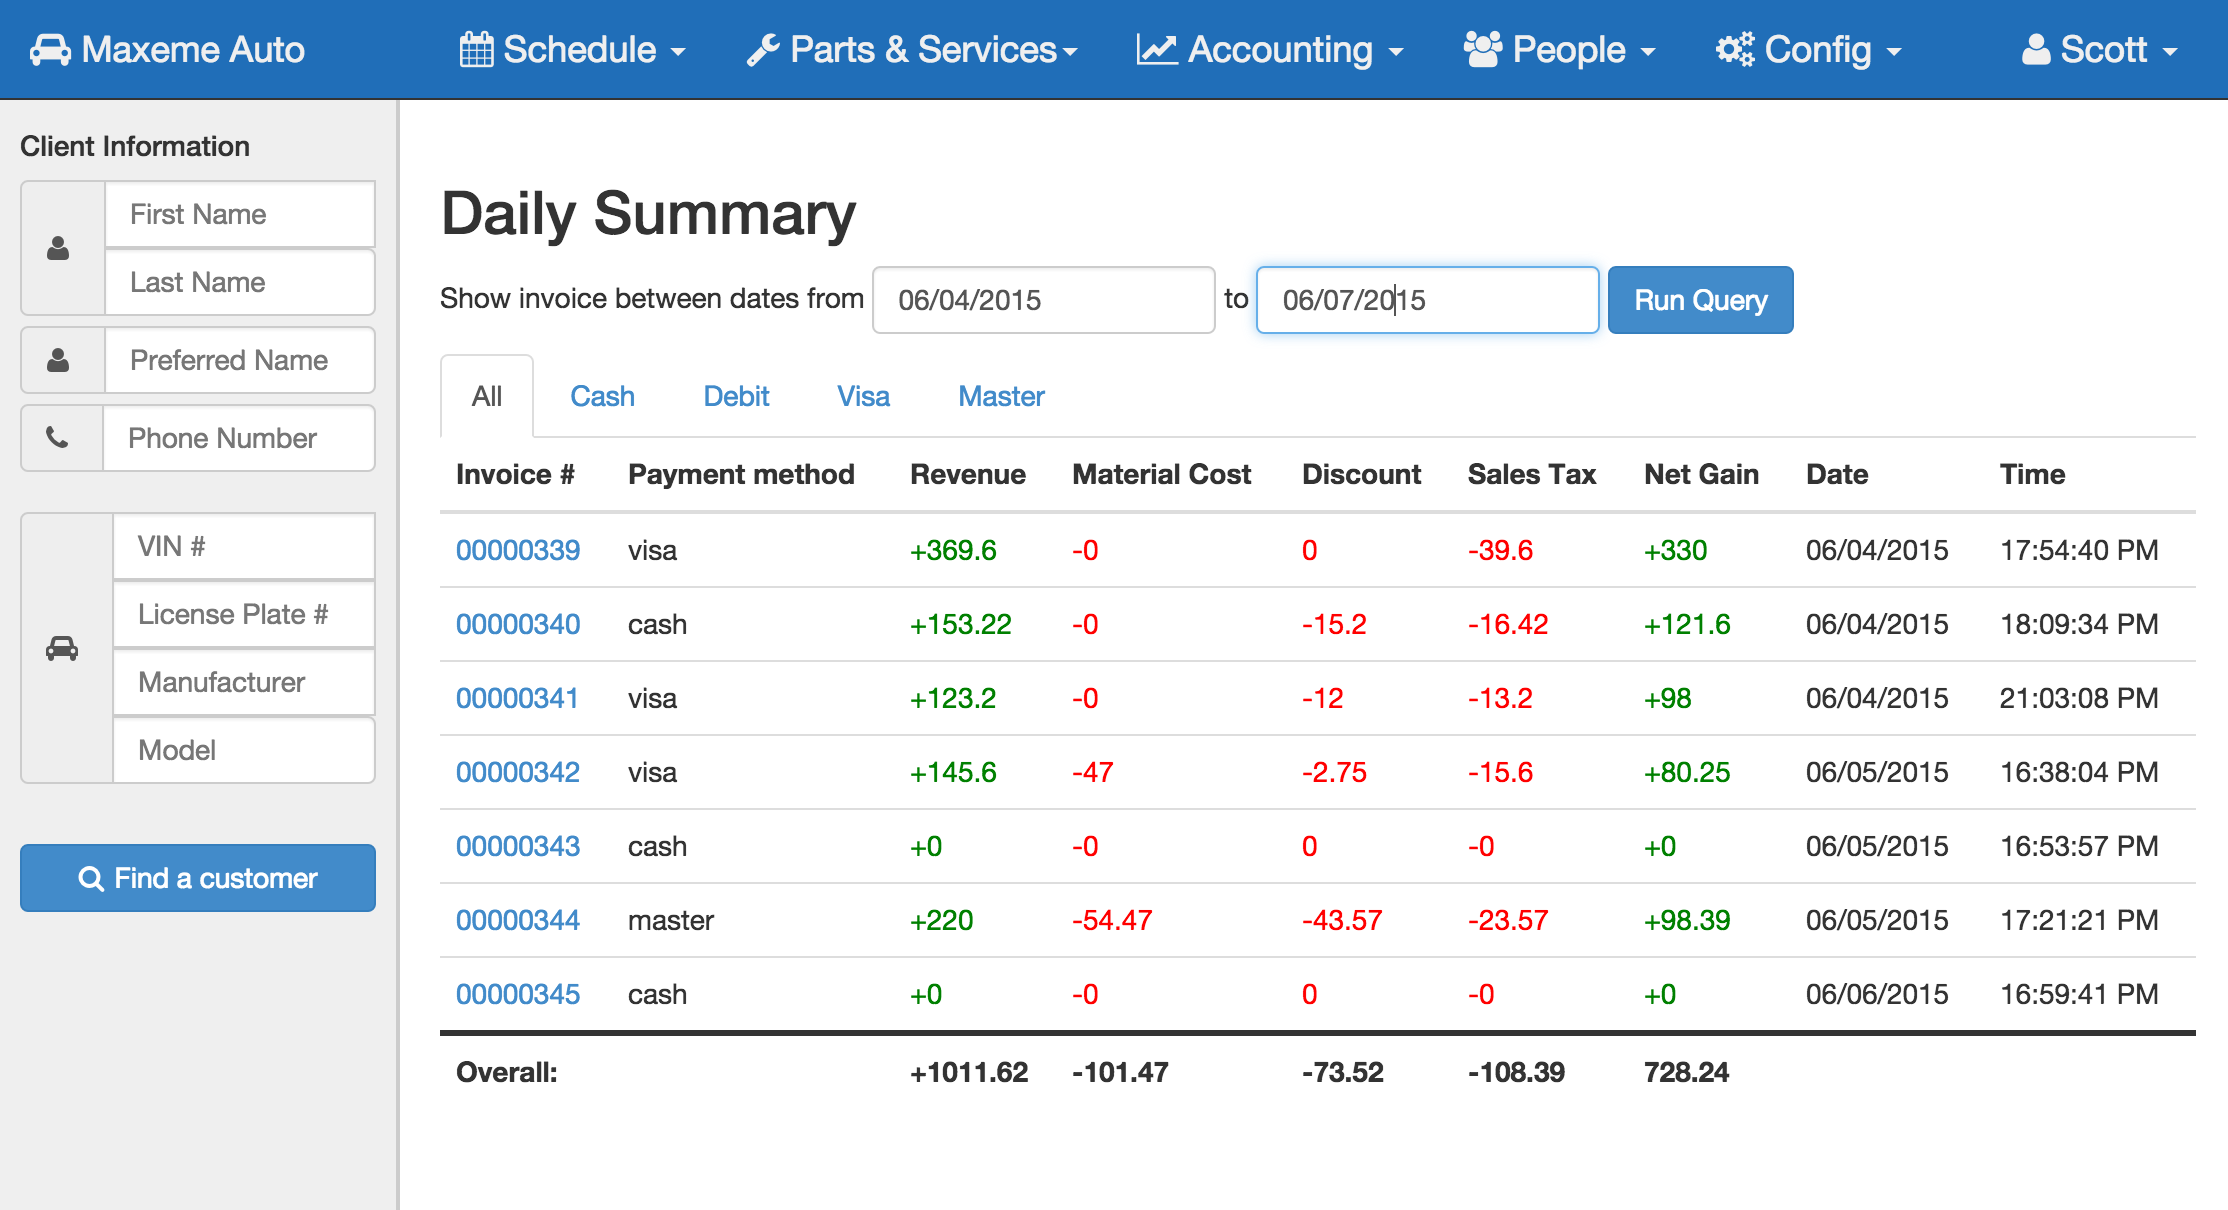 Maxeme Auto Schedule Parts & Services Accounting People Config Scott
Client Information
First Name
Last Name
Preferred Name
Phone Number
VIN #
License Plate #
Manufacturer
Model
Find a customer
Daily Summary
Show invoice between dates from 06/04/2015 to 06/07/2015 Run Query
All Cash Debit Visa Master
Invoice # Payment method Revenue Material Cost Discount Sales Tax Net Gain Date Time
00000339 visa +369.6 -0 0 -39.6 +330 06/04/2015 17:54:40 PM
00000340 cash +153.22 -0 -15.2 -16.42 +121.6 06/04/2015 18:09:34 PM
00000341 visa +123.2 -0 -12 -13.2 +98 06/04/2015 21:03:08 PM
00000342 visa +145.6 -47 -2.75 -15.6 +80.25 06/05/2015 16:38:04 PM
00000343 cash +0 -0 0 -0 +0 06/05/2015 16:53:57 PM
00000344 master +220 -54.47 -43.57 -23.57 +98.39 06/05/2015 17:21:21 PM
00000345 cash +0 -0 0 -0 +0 06/06/2015 16:59:41 PM
Overall: +1011.62 -101.47 -73.52 -108.39 728.24